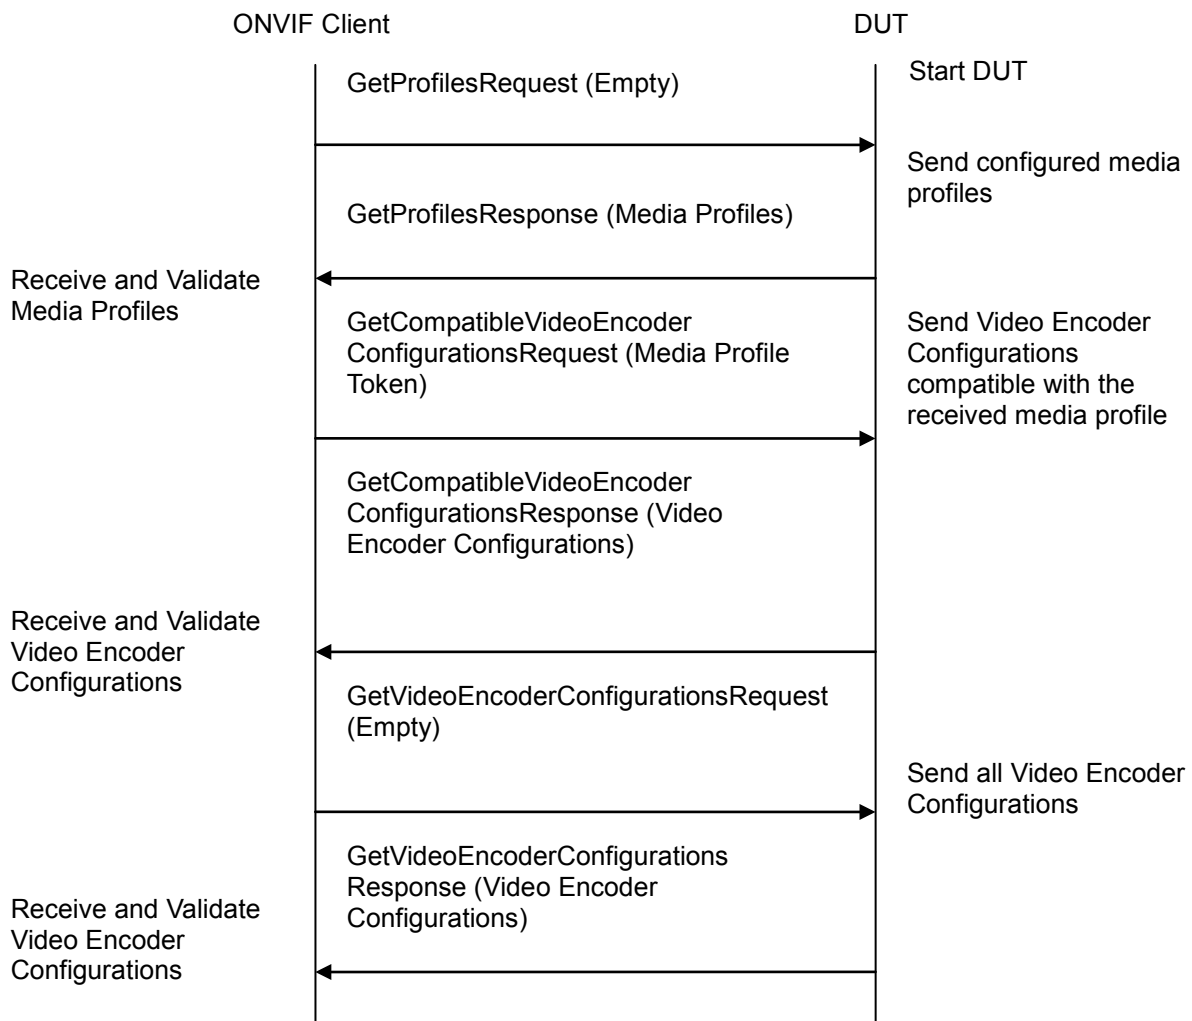 ONVIF Client
DUT
Start DUT
GetProfilesRequest (Empty)
Send configured media
profiles
GetProfilesResponse (Media Profiles)
Receive and Validate
Media Profiles
GetCompatibleVideoEncoder
ConfigurationsRequest (Media Profile
Token)
Send Video Encoder
Configurations
compatible with the
received media profile
GetCompatibleVideoEncoder
ConfigurationsResponse (Video
Encoder Configurations)
Receive and Validate
Video Encoder
Configurations
GetVideoEncoderConfigurationsRequest
(Empty)
Send all Video Encoder
Configurations
GetVideoEncoderConfigurations
Response (Video Encoder
Configurations)
Receive and Validate
Video Encoder
Configurations